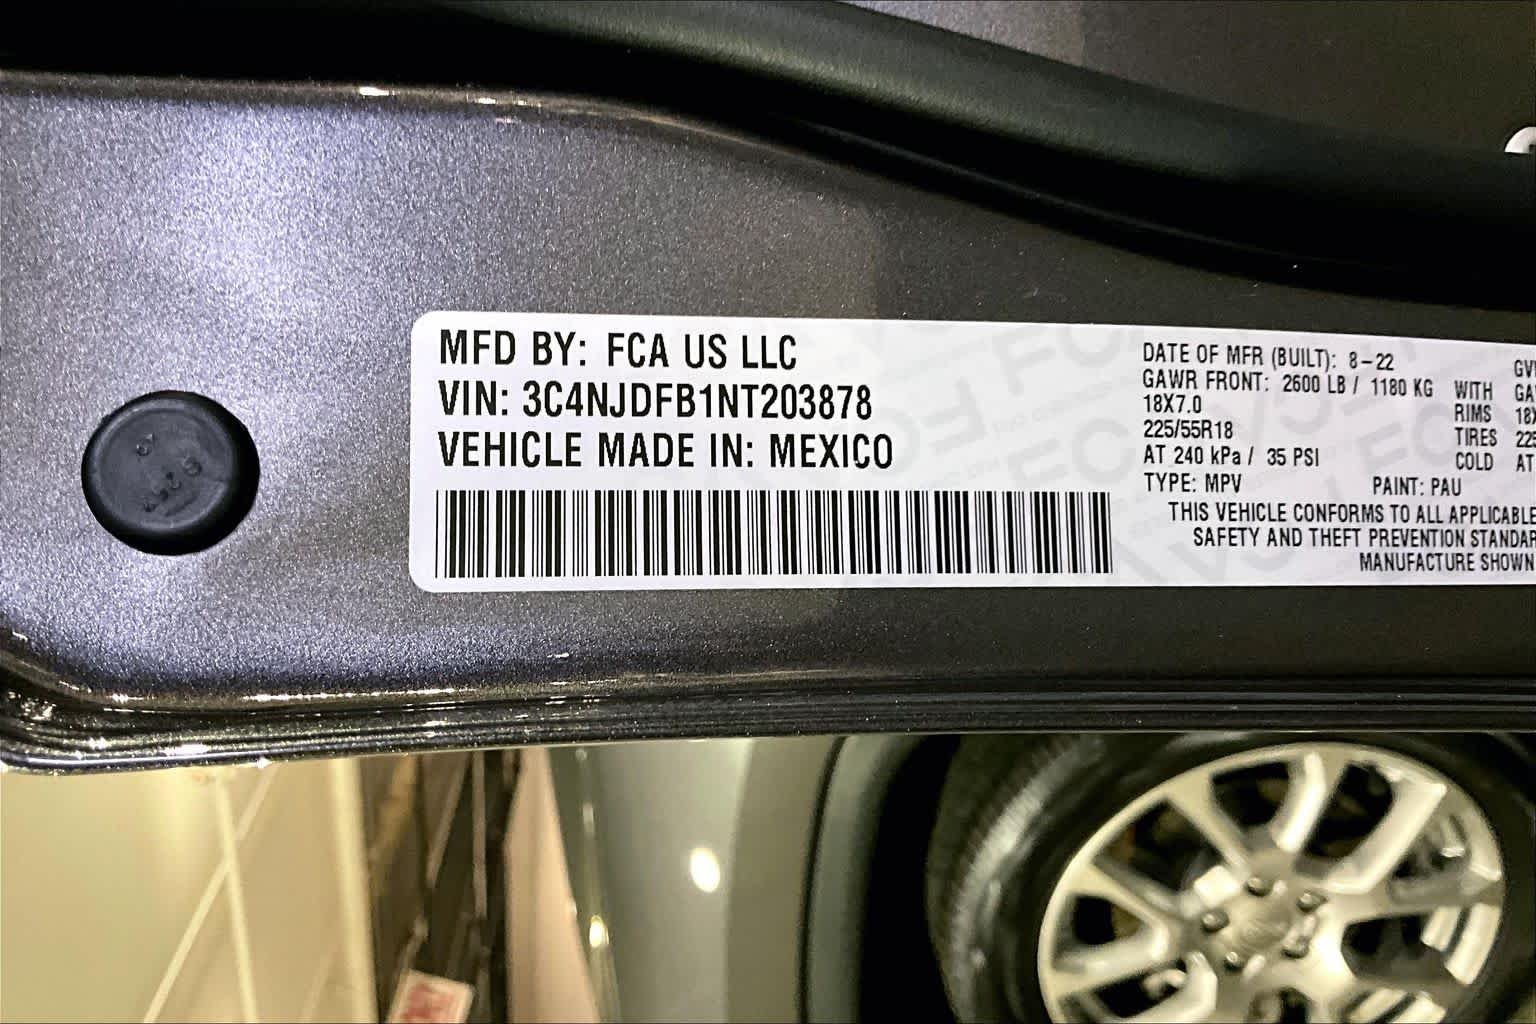 MFD BY: FCA US LLC
VIN: 3C4NJDFB1NT203878
VEHICLE MADE IN: MEXICO
DATE OF MFR (BUILT): 8-22
GAWR FRONT: 2600 LB / 1180 KG WITH
18X7.0 RIMS
225/55R18 TIRES
AT 240 kPa / 35 PSI COLD AT
TYPE: MPV PAINT: PAU
THIS VEHICLE CONFORMS TO ALL APPLICABLE
SAFETY AND THEFT PREVENTION STANDAR
MANUFACTURE SHOWN